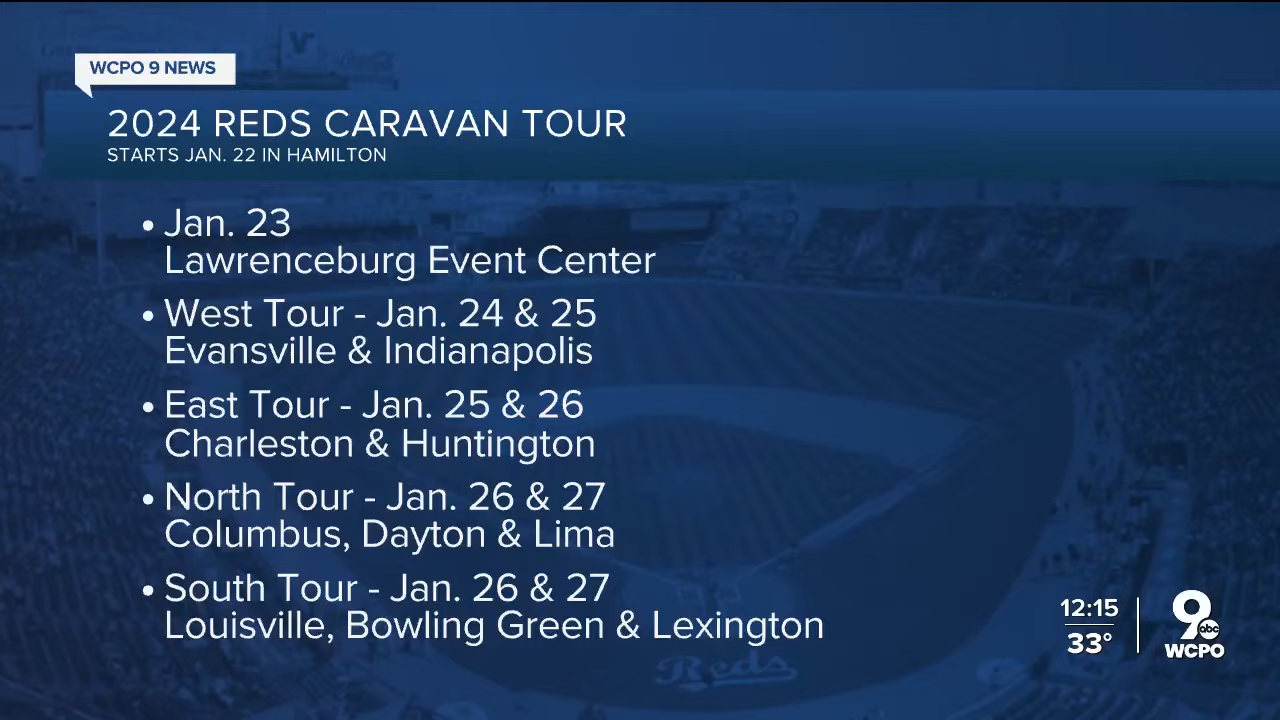 WCPO 9 NEWS
2024 REDS CARAVAN TOUR
STARTS JAN. 22 IN HAMILTON
• Jan. 23
Lawrenceburg Event Center
• West Tour - Jan. 24 & 25
Evansville & Indianapolis
• East Tour - Jan. 25 & 26
Charleston & Huntington
• North Tour - Jan. 26 & 27
Columbus, Dayton & Lima
• South Tour - Jan. 26 & 27
Louisville, Bowling Green & Lexington
Reds
12:15
33°
9
abc
WCPO